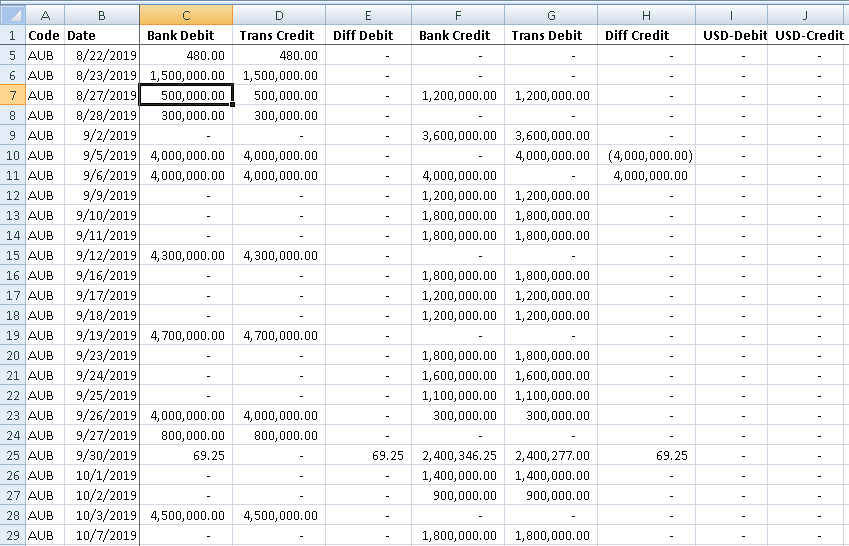 A B C D E F G H I J
1 Code Date Bank Debit Trans Credit Diff Debit Bank Credit Trans Debit Diff Credit USD-Debit USD-Credit
5 AUB 8/22/2019 480.00 480.00 - - - - - -
6 AUB 8/23/2019 1,500,000.00 1,500,000.00 - - - - - -
7 AUB 8/27/2019 500,000.00 500,000.00 - 1,200,000.00 1,200,000.00 - - -
8 AUB 8/28/2019 300,000.00 300,000.00 - - - - - -
9 AUB 9/2/2019 - - - 3,600,000.00 3,600,000.00 - - -
10 AUB 9/5/2019 4,000,000.00 4,000,000.00 - - 4,000,000.00 (4,000,000.00) - -
11 AUB 9/6/2019 4,000,000.00 4,000,000.00 - 4,000,000.00 - 4,000,000.00 - -
12 AUB 9/9/2019 - - - 1,200,000.00 1,200,000.00 - - -
13 AUB 9/10/2019 - - - 1,800,000.00 1,800,000.00 - - -
14 AUB 9/11/2019 - - - 1,800,000.00 1,800,000.00 - - -
15 AUB 9/12/2019 4,300,000.00 4,300,000.00 - - - - - -
16 AUB 9/16/2019 - - - 1,800,000.00 1,800,000.00 - - -
17 AUB 9/17/2019 - - - 1,200,000.00 1,200,000.00 - - -
18 AUB 9/18/2019 - - - 1,200,000.00 1,200,000.00 - - -
19 AUB 9/19/2019 4,700,000.00 4,700,000.00 - - - - - -
20 AUB 9/23/2019 - - - 1,800,000.00 1,800,000.00 - - -
21 AUB 9/24/2019 - - - 1,600,000.00 1,600,000.00 - - -
22 AUB 9/25/2019 - - - 1,100,000.00 1,100,000.00 - - -
23 AUB 9/26/2019 4,000,000.00 4,000,000.00 - 300,000.00 300,000.00 - - -
24 AUB 9/27/2019 800,000.00 800,000.00 - - - - - -
25 AUB 9/30/2019 69.25 - 69.25 2,400,346.25 2,400,277.00 69.25 - -
26 AUB 10/1/2019 - - - 1,400,000.00 1,400,000.00 - - -
27 AUB 10/2/2019 - - - 900,000.00 900,000.00 - - -
28 AUB 10/3/2019 4,500,000.00 4,500,000.00 - - - - - -
29 AUB 10/7/2019 - - - 1,800,000.00 1,800,000.00 - - -